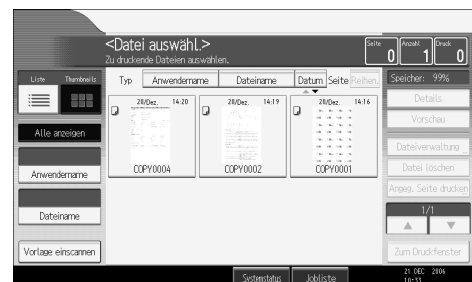 <Datei auswähl.>
Zu druckende Dateien auswählen.
Seite 0
Anzahl 1
Druck 0
Liste Thumbnails
Typ Anwendername Dateiname Datum Seite Reihen.
Speicher: 99%
Alle anzeigen
Anwendername
Dateiname
Vorlage einscannen
20/Dez. 14:20
COPY0004
20/Dez. 14:19
COPY0002
20/Dez. 14:16
COPY0001
Details
Vorschau
Dateiverwaltung
Datei löschen
Angeg. Seite drucken
1/1
Zum Druckfenster
Systemstatus Jobliste
21 DEC 2006
10:33